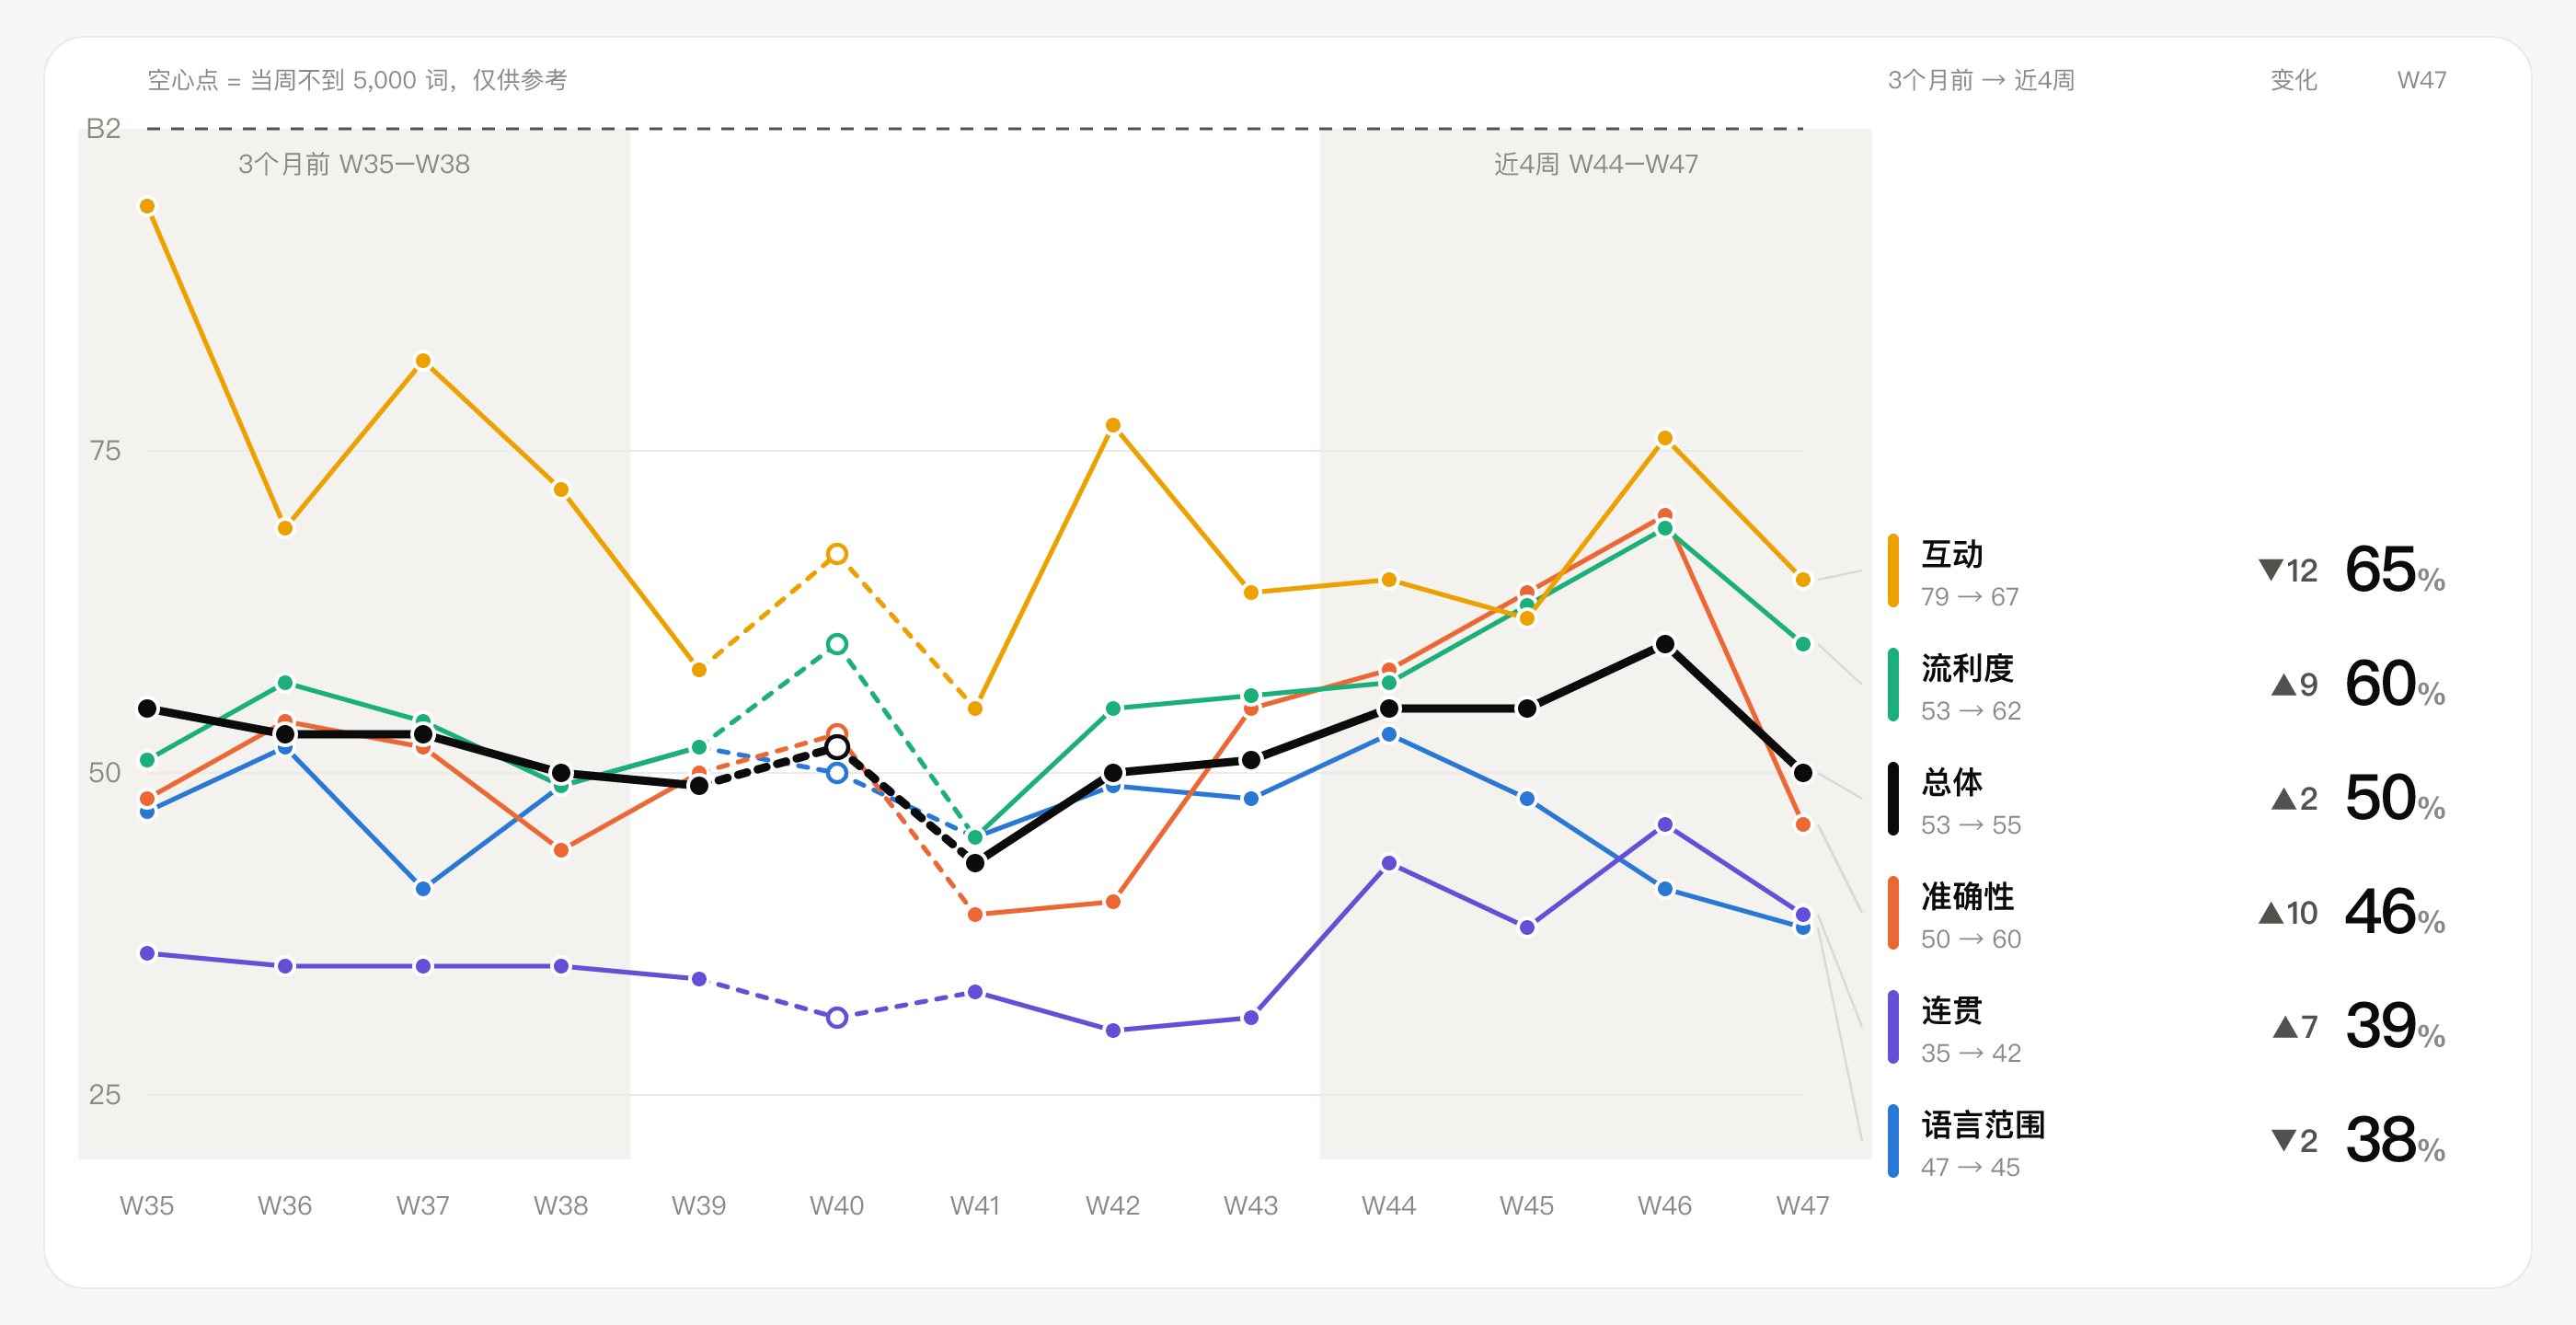 空心点 = 当周不到 5,000 词，仅供参考
3个月前 → 近4周 变化 W47
B2
3个月前 W35–W38
近4周 W44–W47
75
50
25
互动
79 → 67
▼12 65%
流利度
53 → 62
▲9 60%
总体
53 → 55
▲2 50%
准确性
50 → 60
▲10 46%
连贯
35 → 42
▲7 39%
语言范围
47 → 45
▼2 38%
W35 W36 W37 W38 W39 W40 W41 W42 W43 W44 W45 W46 W47